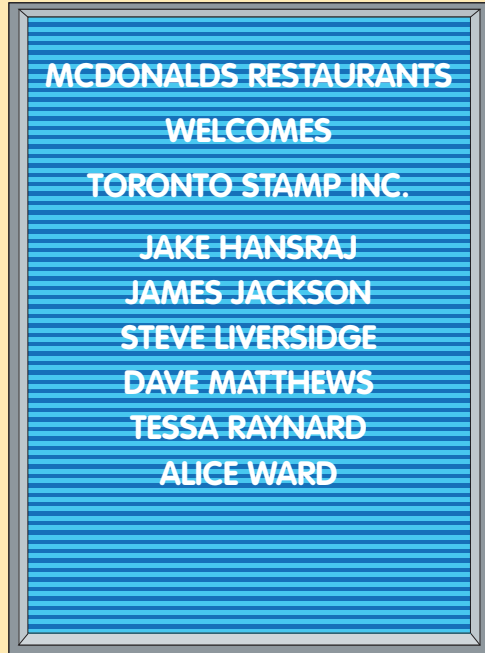 MCDONALDS RESTAURANTS
WELCOMES
TORONTO STAMP INC.
JAKE HANSRAJ
JAMES JACKSON
STEVE LIVERSIDGE
DAVE MATTHEWS
TESSA RAYNARD
ALICE WARD